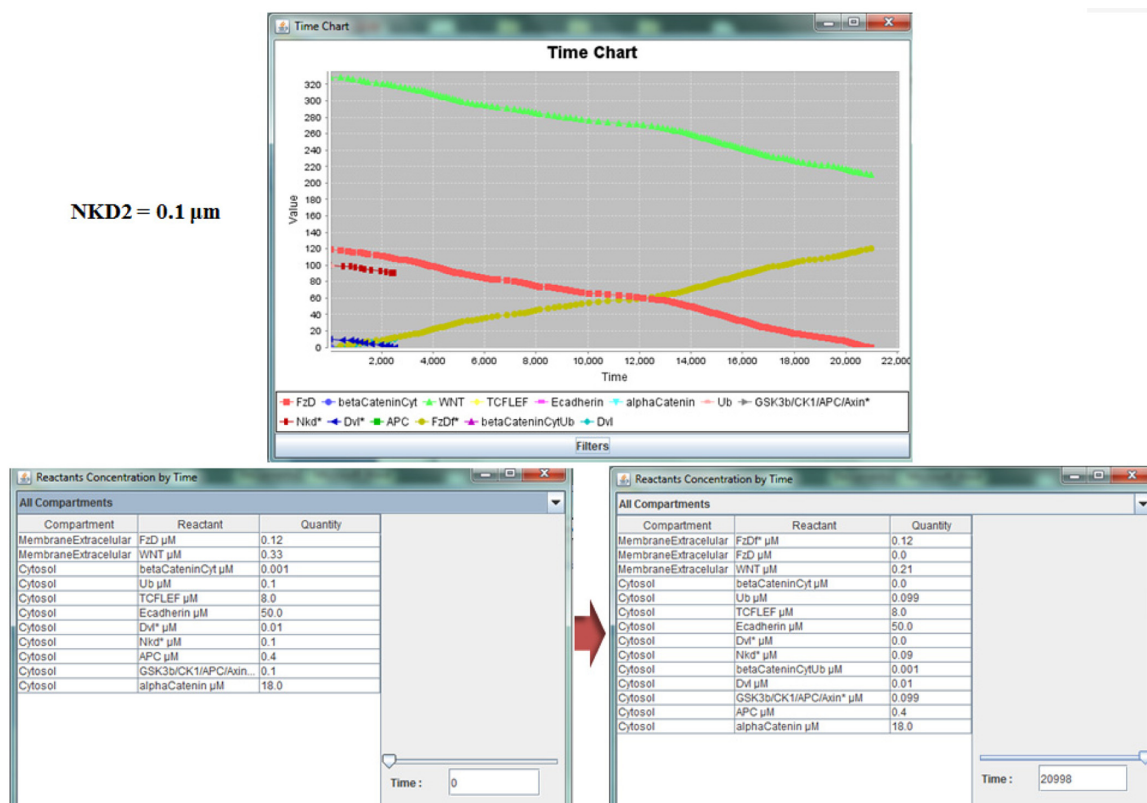 Time Chart
Time Chart
NKD2 = 0.1 µm
Value
320
300
280
260
240
220
200
180
160
140
120
100
80
60
40
20
0
2,000 4,000 6,000 8,000 10,000 12,000 14,000 16,000 18,000 20,000 22,000
Time
FzD betaCateninCyt WNT TCFLEF Ecadherin alphaCatenin Ub GSK3b/CK1/APC/Axin*
Nkd* Dvl* APC FzDf* betaCateninCytUb Dvl
Filters
Reactants Concentration by Time
All Compartments
Compartment Reactant Quantity
MembraneExtracelular FzD µM 0.12
MembraneExtracelular WNT µM 0.33
Cytosol betaCateninCyt µM 0.001
Cytosol Ub µM 0.1
Cytosol TCFLEF µM 8.0
Cytosol Ecadherin µM 50.0
Cytosol Dvl* µM 0.01
Cytosol Nkd* µM 0.1
Cytosol APC µM 0.4
Cytosol GSK3b/CK1/APC/Axin... 0.1
Cytosol alphaCatenin µM 18.0
Time : 0
Reactants Concentration by Time
All Compartments
Compartment Reactant Quantity
MembraneExtracelular FzDf* µM 0.12
MembraneExtracelular FzD µM 0.0
MembraneExtracelular WNT µM 0.21
Cytosol betaCateninCyt µM 0.0
Cytosol Ub µM 0.099
Cytosol TCFLEF µM 8.0
Cytosol Ecadherin µM 50.0
Cytosol Dvl* µM 0.0
Cytosol Nkd* µM 0.09
Cytosol betaCateninCytUb µM 0.001
Cytosol Dvl µM 0.01
Cytosol GSK3b/CK1/APC/Axin* µM 0.099
Cytosol APC µM 0.4
Cytosol alphaCatenin µM 18.0
Time : 20998